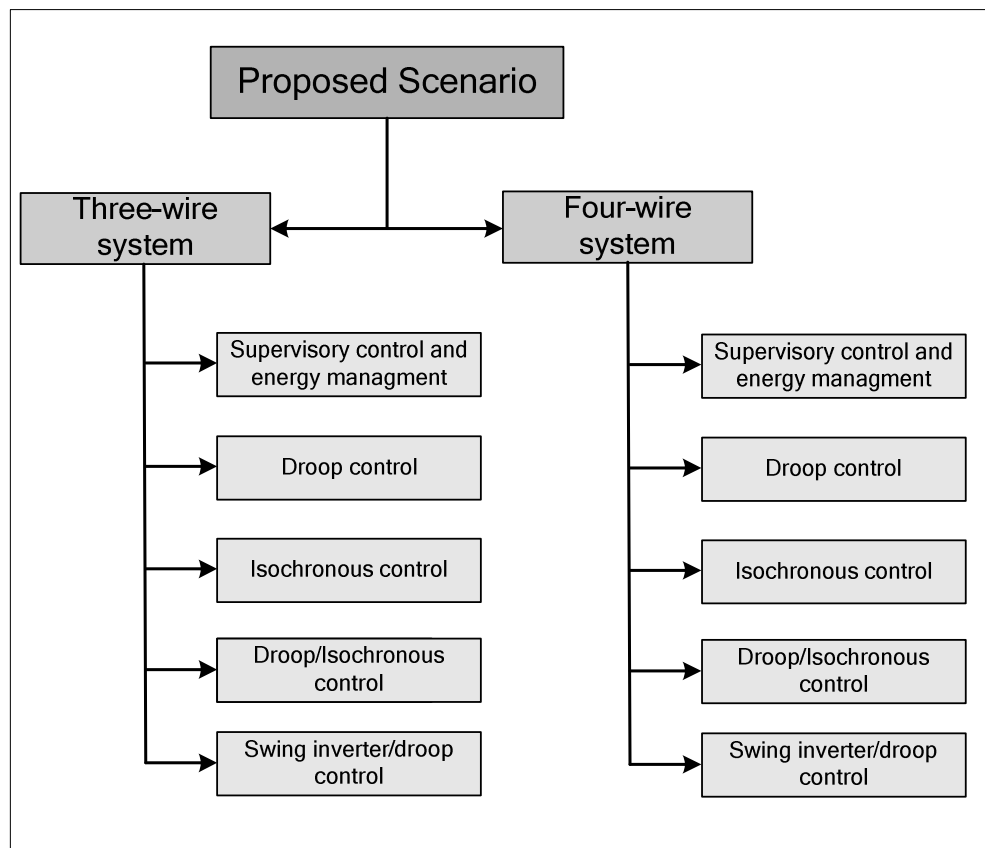 Proposed Scenario
Three-wire
system
Four-wire
system
Supervisory control and
energy managment
Droop control
Isochronous control
Droop/Isochronous
control
Swing inverter/droop
control
Supervisory control and
energy managment
Droop control
Isochronous control
Droop/Isochronous
control
Swing inverter/droop
control